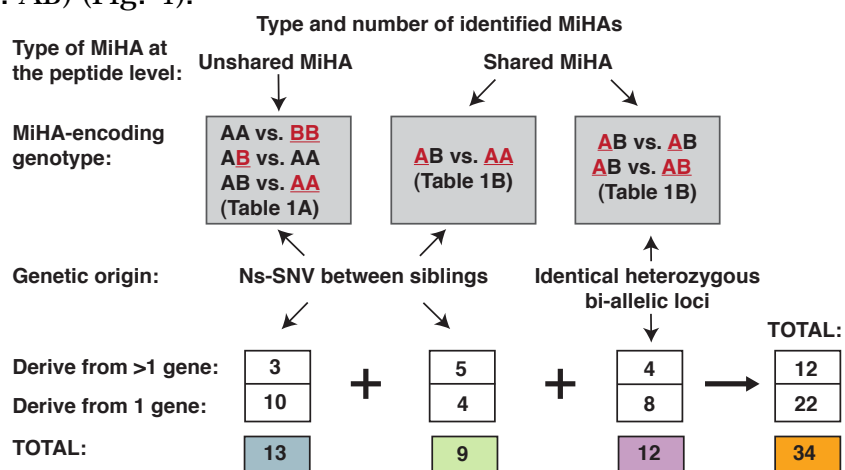 : AB) (Fig. 1).
Type and number of identified MiHAs
Type of MiHA at
the peptide level:
Unshared MiHA
Shared MiHA
MiHA-encoding
genotype:
AA vs. BB
AB vs. AA
AB vs. AA
(Table 1A)
AB vs. AA
(Table 1B)
AB vs. AB
AB vs. AB
(Table 1B)
Genetic origin:
Ns-SNV between siblings
Identical heterozygous
bi-allelic loci
TOTAL:
Derive from >1 gene: 3 5 4 12
Derive from 1 gene: 10 4 8 22
TOTAL: 13 + 9 + 12 34